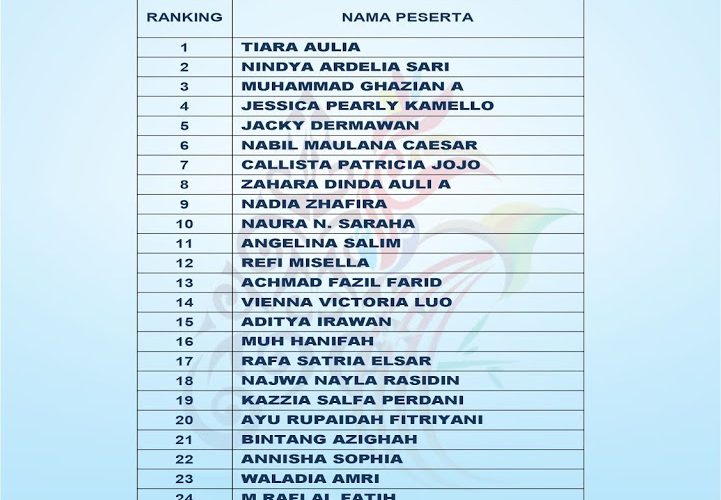 RANKING NAMA PESERTA
1 TIARA AULIA
2 NINDYA ARDELIA SARI
3 MUHAMMAD GHAZIAN A
4 JESSICA PEARLY KAMELLO
5 JACKY DERMAWAN
6 NABIL MAULANA CAESAR
7 CALLISTA PATRICIA JOJO
8 ZAHARA DINDA AULI A
9 NADIA ZHAFIRA
10 NAURA N. SARAHA
11 ANGELINA SALIM
12 REFI MISELLA
13 ACHMAD FAZIL FARID
14 VIENNA VICTORIA LUO
15 ADITYA IRAWAN
16 MUH HANIFAH
17 RAFA SATRIA ELSAR
18 NAJWA NAYLA RASIDIN
19 KAZZIA SALFA PERDANI
20 AYU RUPAIDAH FITRIYANI
21 BINTANG AZIGHAH
22 ANNISHA SOPHIA
23 WALADIA AMRI
24 M RAFI AL FATIH